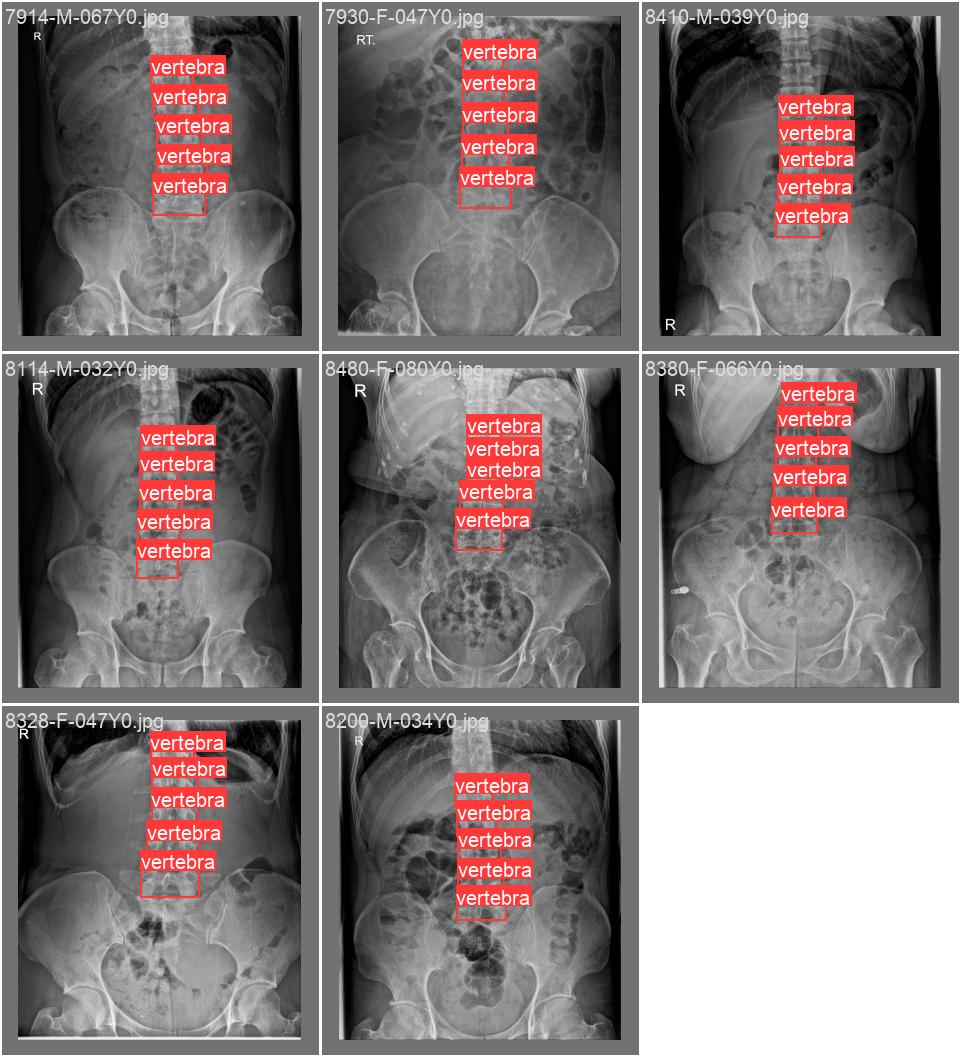 7914-M-067Y0.jpg
R
vertebra
vertebra
vertebra
vertebra
vertebra
7930-F-047Y0.jpg
RT.
vertebra
vertebra
vertebra
vertebra
vertebra
8410-M-039Y0.jpg
vertebra
vertebra
vertebra
vertebra
vertebra
R
8114-M-032Y0.jpg
R
vertebra
vertebra
vertebra
vertebra
vertebra
8480-F-080Y0.jpg
R
vertebra
vertebra
vertebra
vertebra
vertebra
8380-F-066Y0.jpg
R
vertebra
vertebra
vertebra
vertebra
vertebra
8328-F-047Y0.jpg
R
vertebra
vertebra
vertebra
vertebra
vertebra
8200-M-034Y0.jpg
R
vertebra
vertebra
vertebra
vertebra
vertebra